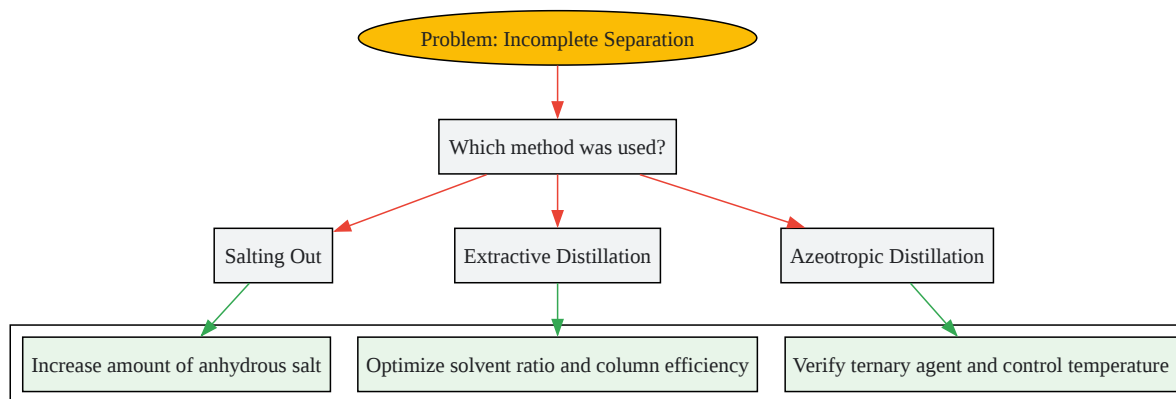 Problem: Incomplete Separation
Which method was used?
Salting Out
Extractive Distillation
Azeotropic Distillation
Increase amount of anhydrous salt
Optimize solvent ratio and column efficiency
Verify ternary agent and control temperature